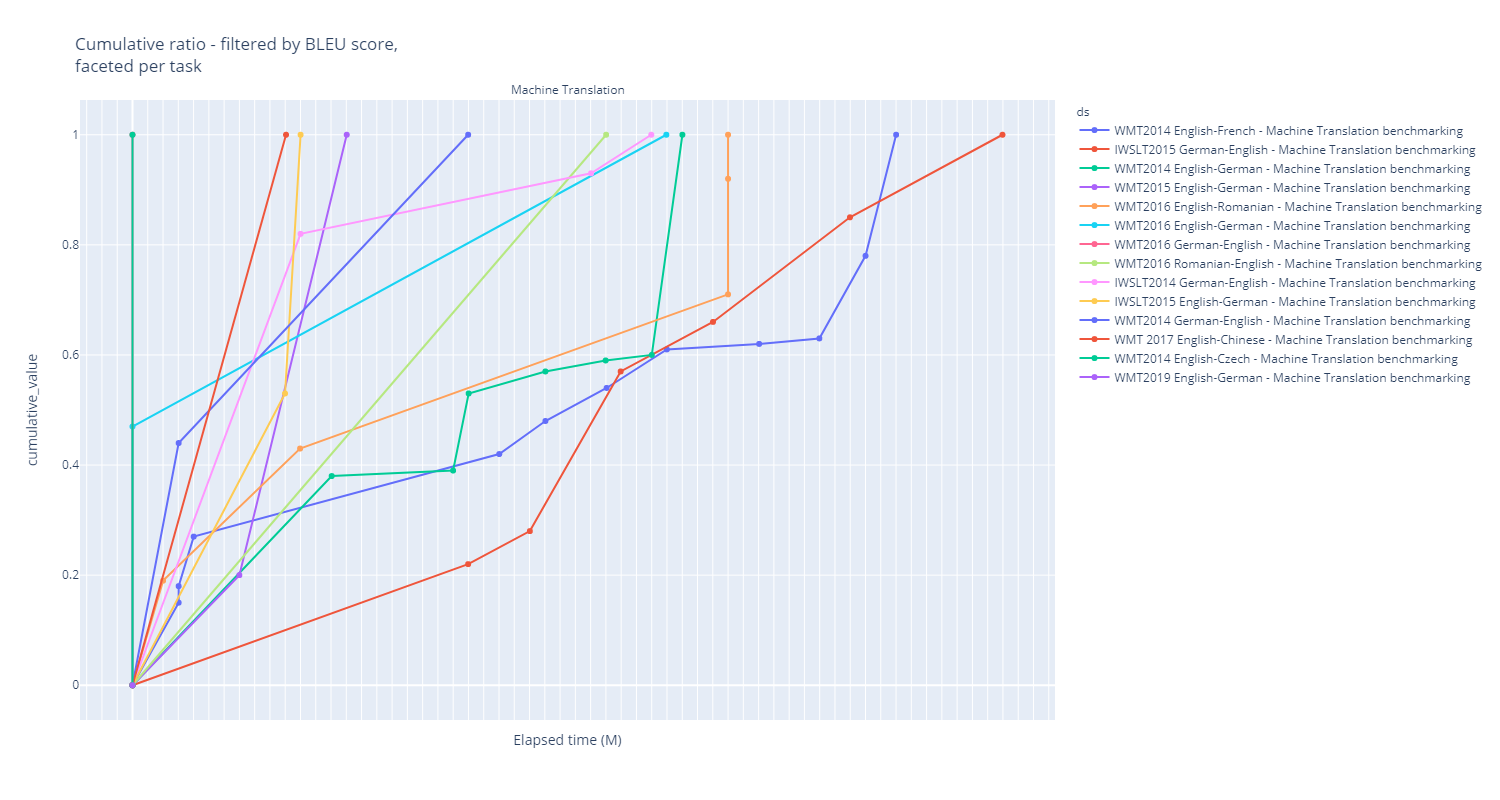 Cumulative ratio - filtered by BLEU score,
faceted per task
Machine Translation
ds
WMT2014 English-French - Machine Translation benchmarking
IWSLT2015 German-English - Machine Translation benchmarking
WMT2014 English-German - Machine Translation benchmarking
WMT2015 English-German - Machine Translation benchmarking
WMT2016 English-Romanian - Machine Translation benchmarking
WMT2016 English-German - Machine Translation benchmarking
WMT2016 German-English - Machine Translation benchmarking
WMT2016 Romanian-English - Machine Translation benchmarking
IWSLT2014 German-English - Machine Translation benchmarking
IWSLT2015 English-German - Machine Translation benchmarking
WMT2014 German-English - Machine Translation benchmarking
WMT 2017 English-Chinese - Machine Translation benchmarking
WMT2014 English-Czech - Machine Translation benchmarking
WMT2019 English-German - Machine Translation benchmarking
1
0.8
0.6
0.4
0.2
0
cumulative_value
Elapsed time (M)